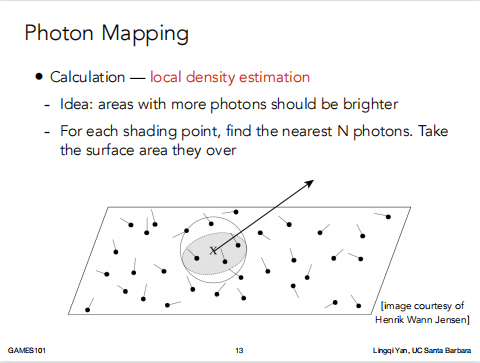 Photon Mapping
● Calculation — local density estimation
- Idea: areas with more photons should be brighter
- For each shading point, find the nearest N photons. Take
the surface area they over
x
[image courtesy of
Henrik Wann Jensen]
GAMES101 13 Lingqi Yan, UC Santa Barbara